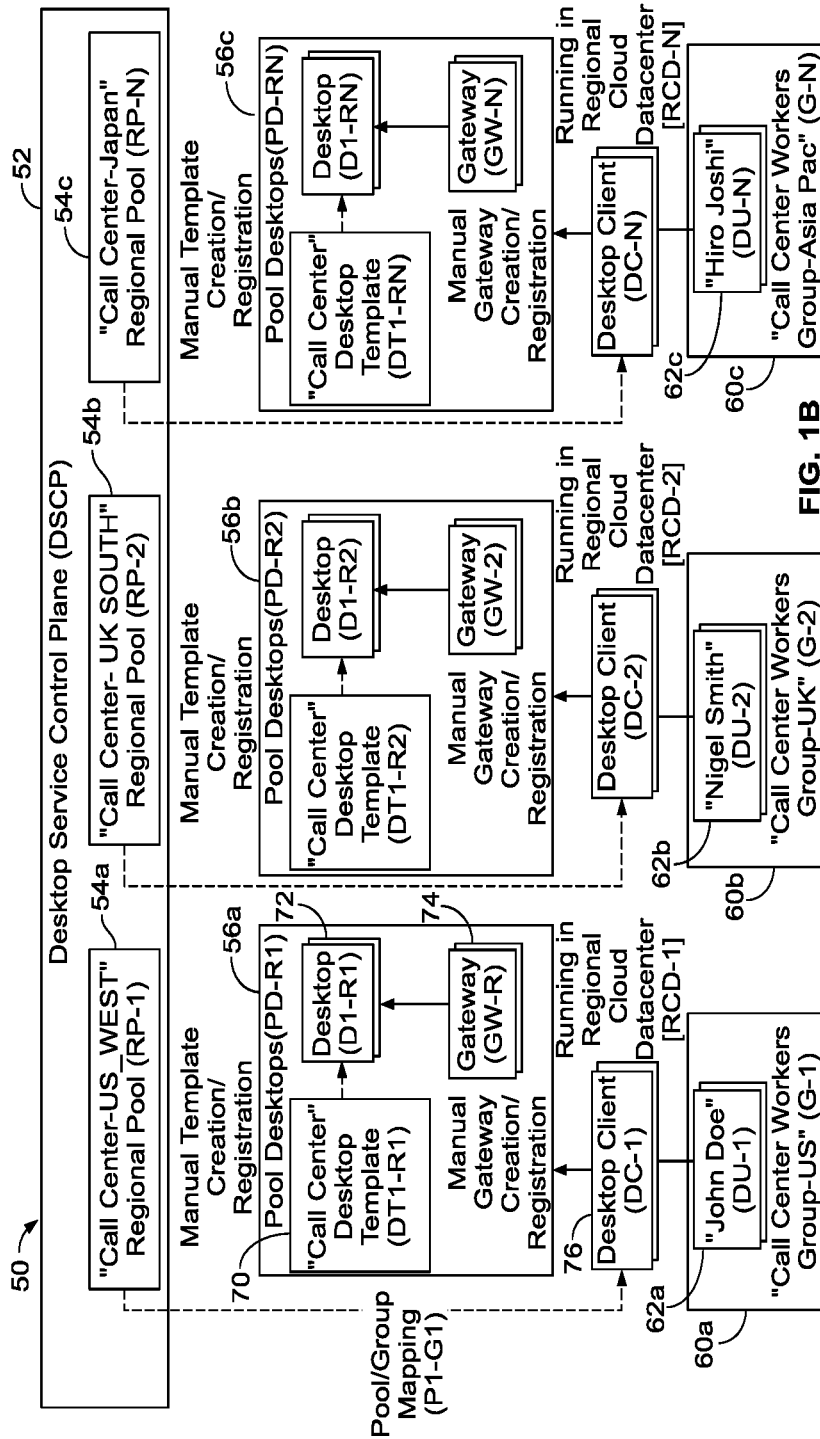 50
52
Desktop Service Control Plane (DSCP)
54a
54b
54c
"Call Center-US_WEST"
Regional Pool (RP-1)
"Call Center- UK SOUTH"
Regional Pool (RP-2)
"Call Center-Japan"
Regional Pool (RP-N)
Pool/Group
Mapping
(P1-G1)
Manual Template
Creation/
Registration
Pool Desktops(PD-R1)
56a
70
"Call Center"
Desktop
Template
(DT1-R1)
72
Desktop
(D1-R1)
74
Gateway
(GW-R)
Manual
Gateway
Creation/
Registration
Running in
Regional
Cloud
Datacenter
[RCD-1]
76
Desktop Client
(DC-1)
62a
"John Doe"
(DU-1)
60a
"Call Center Workers
Group-US" (G-1)
Manual Template
Creation/
Registration
Pool Desktops(PD-R2)
56b
"Call Center"
Desktop
Template
(DT1-R2)
Desktop
(D1-R2)
Gateway
(GW-2)
Manual
Gateway
Creation/
Registration
Running in
Regional
Cloud
Datacenter
[RCD-2]
Desktop Client
(DC-2)
62b
"Nigel Smith"
(DU-2)
60b
"Call Center Workers
Group-UK" (G-2)
Manual Template
Creation/
Registration
Pool Desktops(PD-RN)
56c
"Call Center"
Desktop
Template
(DT1-RN)
Desktop
(D1-RN)
Gateway
(GW-N)
Manual
Gateway
Creation/
Registration
Running in
Regional
Cloud
Datacenter
[RCD-N]
Desktop Client
(DC-N)
62c
"Hiro Joshi"
(DU-N)
60c
"Call Center Workers
Group-Asia Pac" (G-N)
FIG. 1B